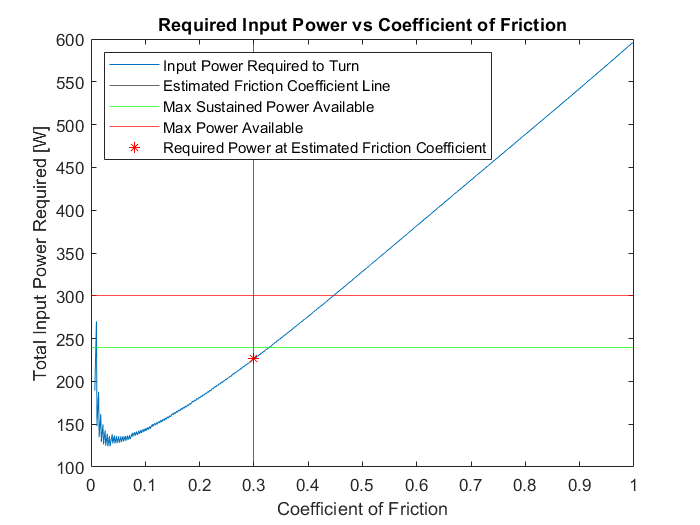 Required Input Power vs Coefficient of Friction
600
550
500
450
400
350
300
250
200
150
100
Total Input Power Required [W]
Input Power Required to Turn
Estimated Friction Coefficient Line
Max Sustained Power Available
Max Power Available
Required Power at Estimated Friction Coefficient
0 0.1 0.2 0.3 0.4 0.5 0.6 0.7 0.8 0.9 1
Coefficient of Friction